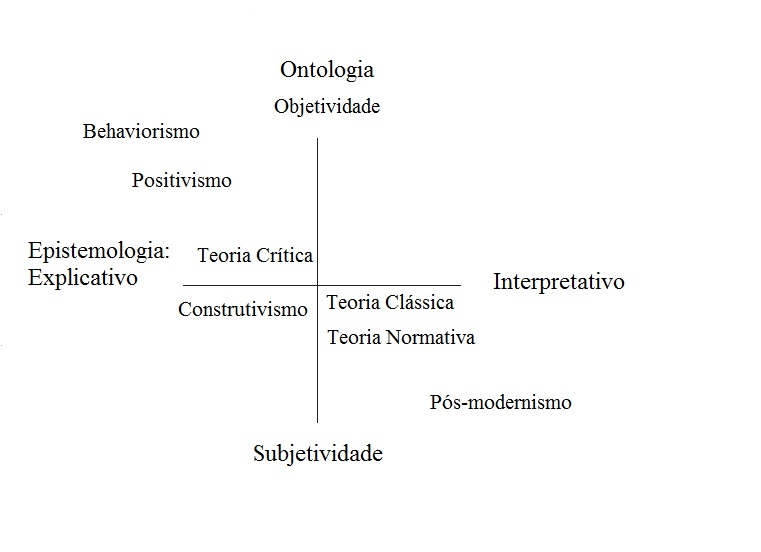 Ontologia
Objetividade
Behaviorismo
Positivismo
Epistemologia:
Explicativo
Teoria Crítica
Interpretativo
Construtivismo
Teoria Clássica
Teoria Normativa
Pós-modernismo
Subjetividade